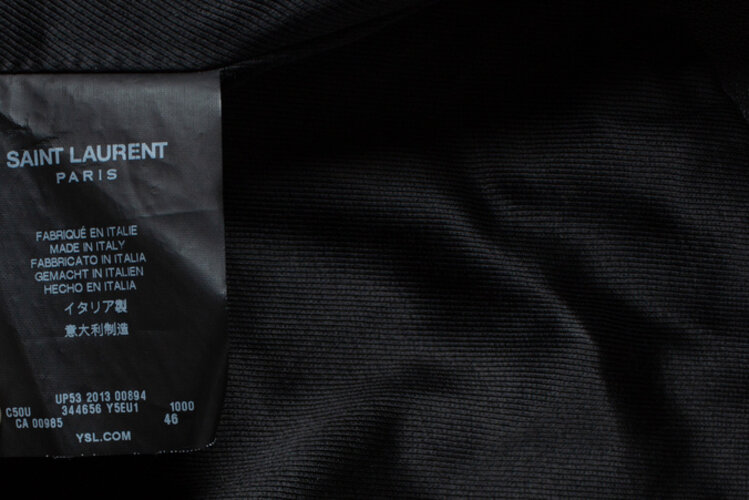 SAINT LAURENT
PARIS
FABRIQUÉ EN ITALIE
MADE IN ITALY
FABBRICATO IN ITALIA
GEMACHT IN ITALIEN
HECHO EN ITALIA
イタリア製
意大利制造
UP53 2013 00894
C50U 344656 Y5EU1 1000
CA 00985 46
YSL.COM